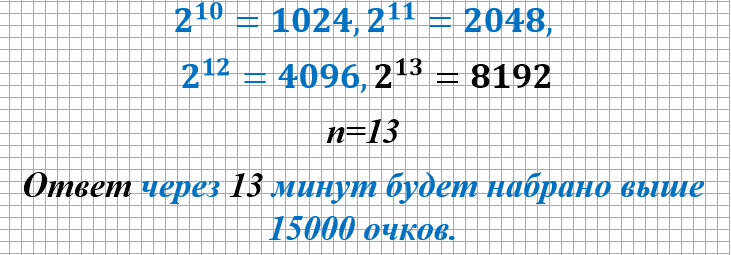 2¹⁰ = 1024, 2¹¹ = 2048,
2¹² = 4096, 2¹³ = 8192
n=13
Ответ через 13 минут будет набрано выше
15000 очков.